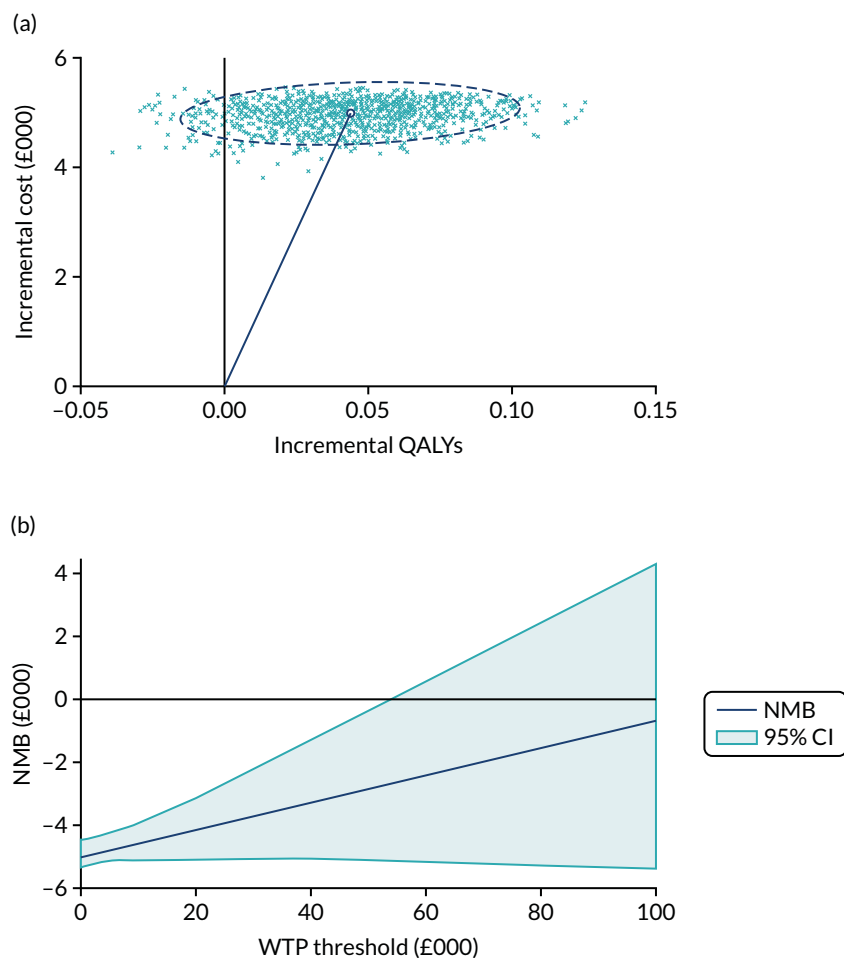 (a)
6
4
2
0
Incremental cost (£000)
−0.05
0.00
0.05
0.10
0.15
Incremental QALYs
(b)
4
2
0
−2
−4
−6
NMB (£000)
0
20
40
60
80
100
WTP threshold (£000)
NMB
95% CI